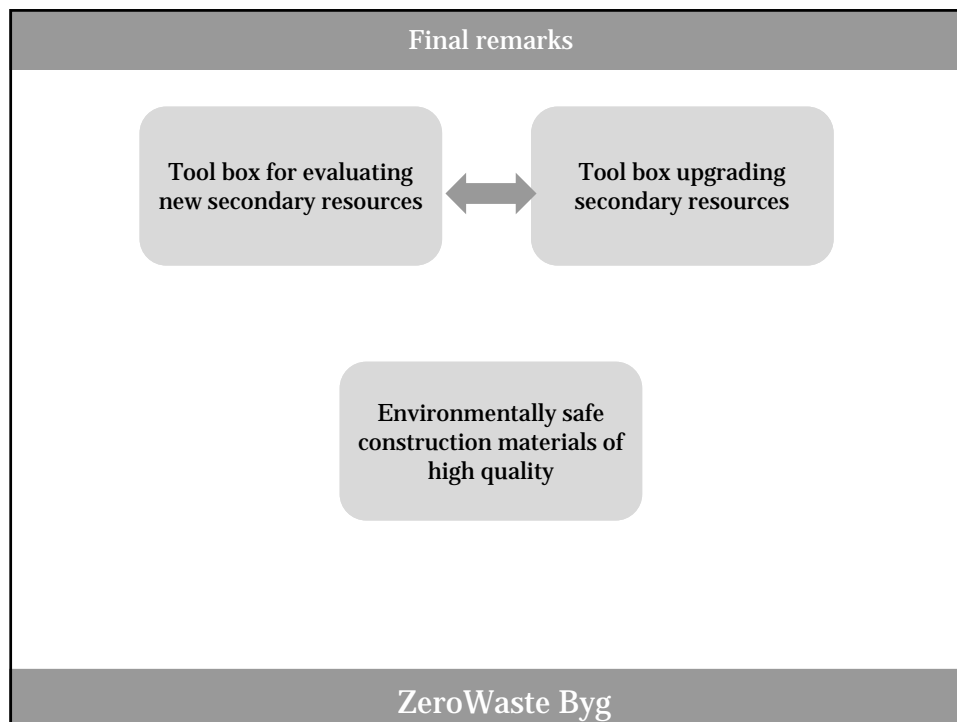 Final remarks
Tool box for evaluating
new secondary resources
Tool box upgrading
secondary resources
Environmentally safe
construction materials of
high quality
ZeroWaste Byg